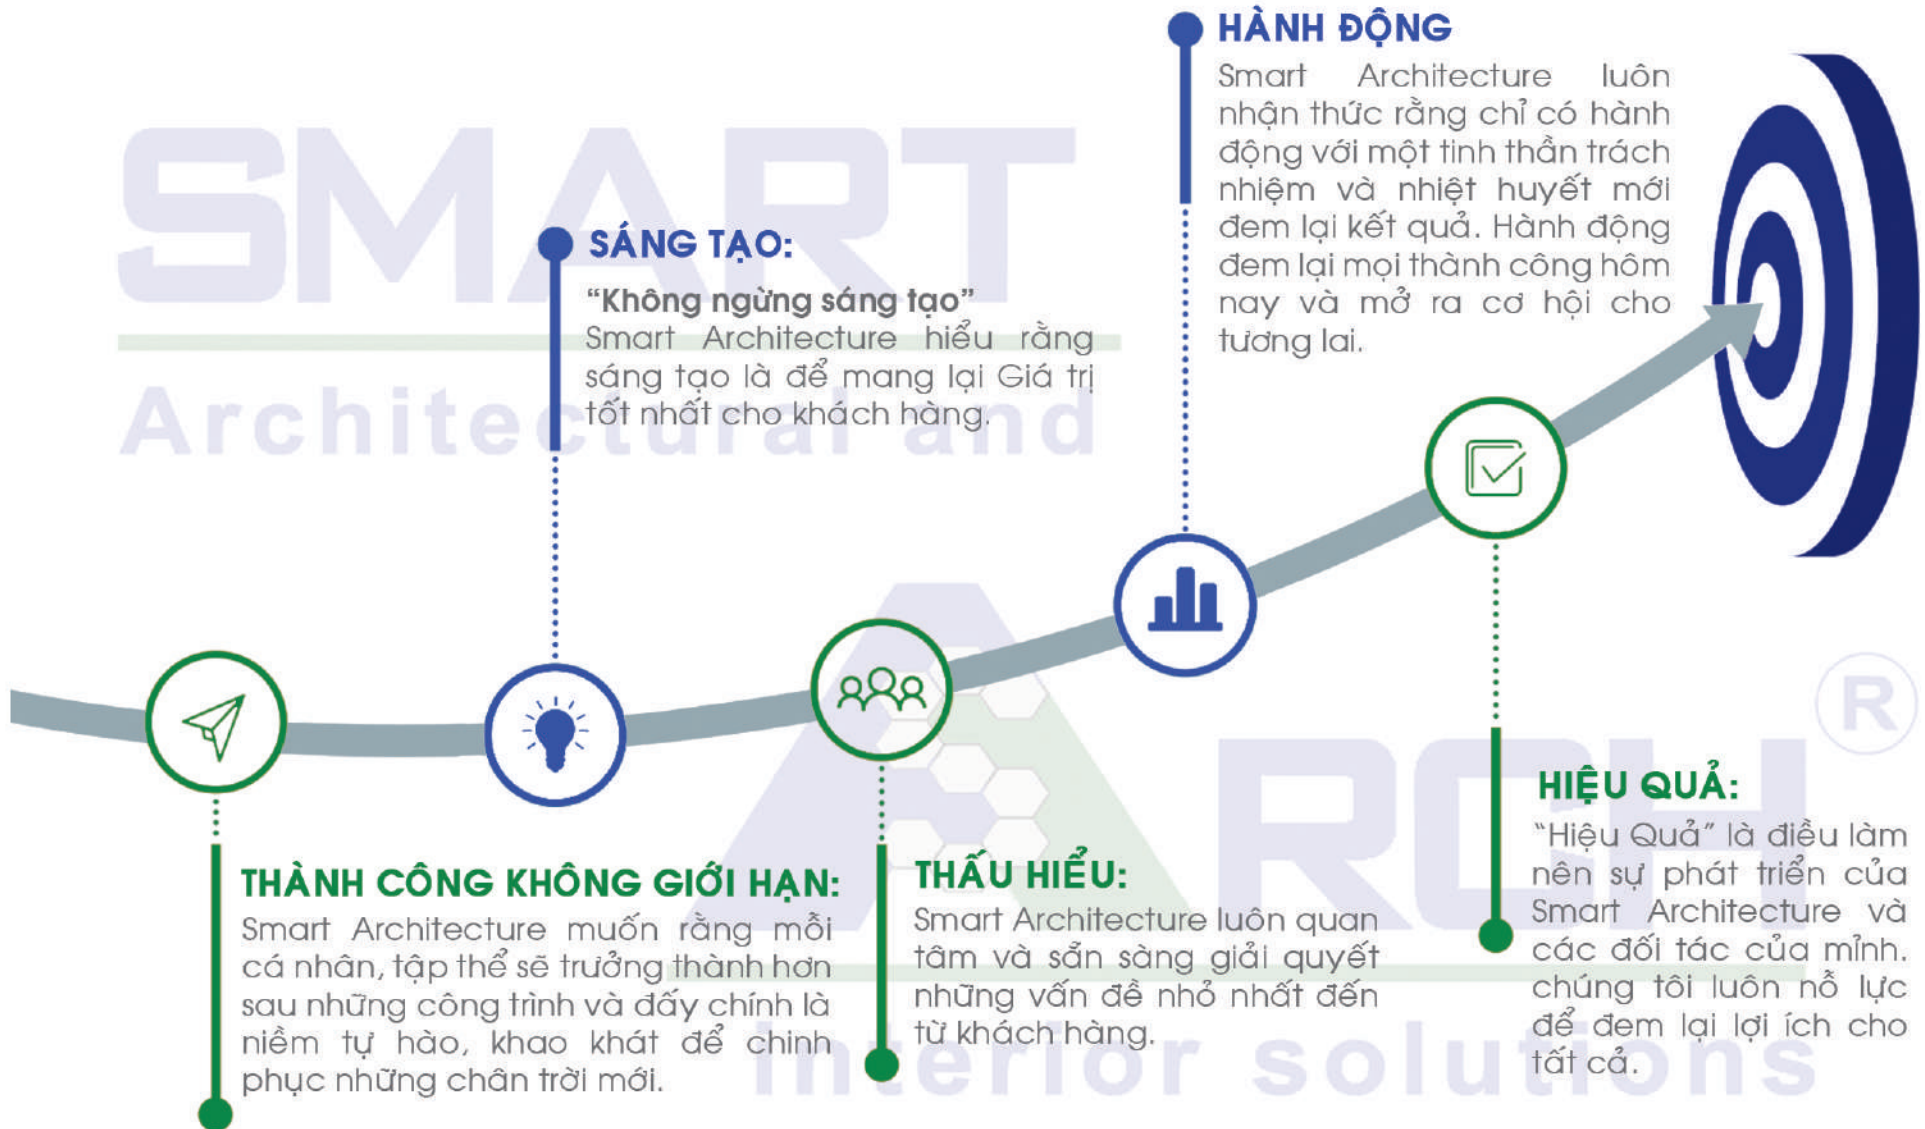 HÀNH ĐỘNG
Smart Architecture luôn
nhận thức rằng chỉ có hành
động với một tinh thần trách
nhiệm và nhiệt huyết mới
đem lại kết quả. Hành động
đem lại mọi thành công hôm
nay và mở ra cơ hội cho
tương lai.
SÁNG TẠO:
“Không ngừng sáng tạo”
Smart Architecture hiểu rằng
sáng tạo là để mang lại Giá trị
tốt nhất cho khách hàng.
THÀNH CÔNG KHÔNG GIỚI HẠN:
Smart Architecture muốn rằng mỗi
cá nhân, tập thể sẽ trưởng thành hơn
sau những công trình và đấy chính là
niềm tự hào, khao khát để chinh
phục những chân trời mới.
THẤU HIỂU:
Smart Architecture luôn quan
tâm và sẵn sàng giải quyết
những vấn đề nhỏ nhất đến
từ khách hàng.
HIỆU QUẢ:
“Hiệu Quả” là điều làm
nên sự phát triển của
Smart Architecture và
các đối tác của mình.
chúng tôi luôn nỗ lực
để đem lại lợi ích cho
tất cả.
SMART
Architectural and
ARCH ®
interior solutions